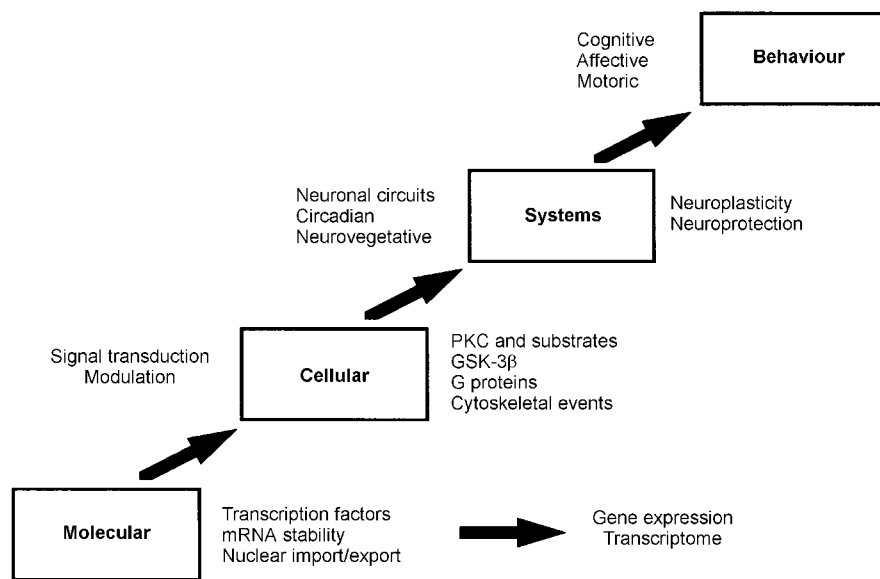 Cognitive
Affective
Motoric
Behaviour
Neuronal circuits
Circadian
Neurovegetative
Systems
Neuroplasticity
Neuroprotection
Signal transduction
Modulation
Cellular
PKC and substrates
GSK-3β
G proteins
Cytoskeletal events
Molecular
Transcription factors
mRNA stability
Nuclear import/export
Gene expression
Transcriptome